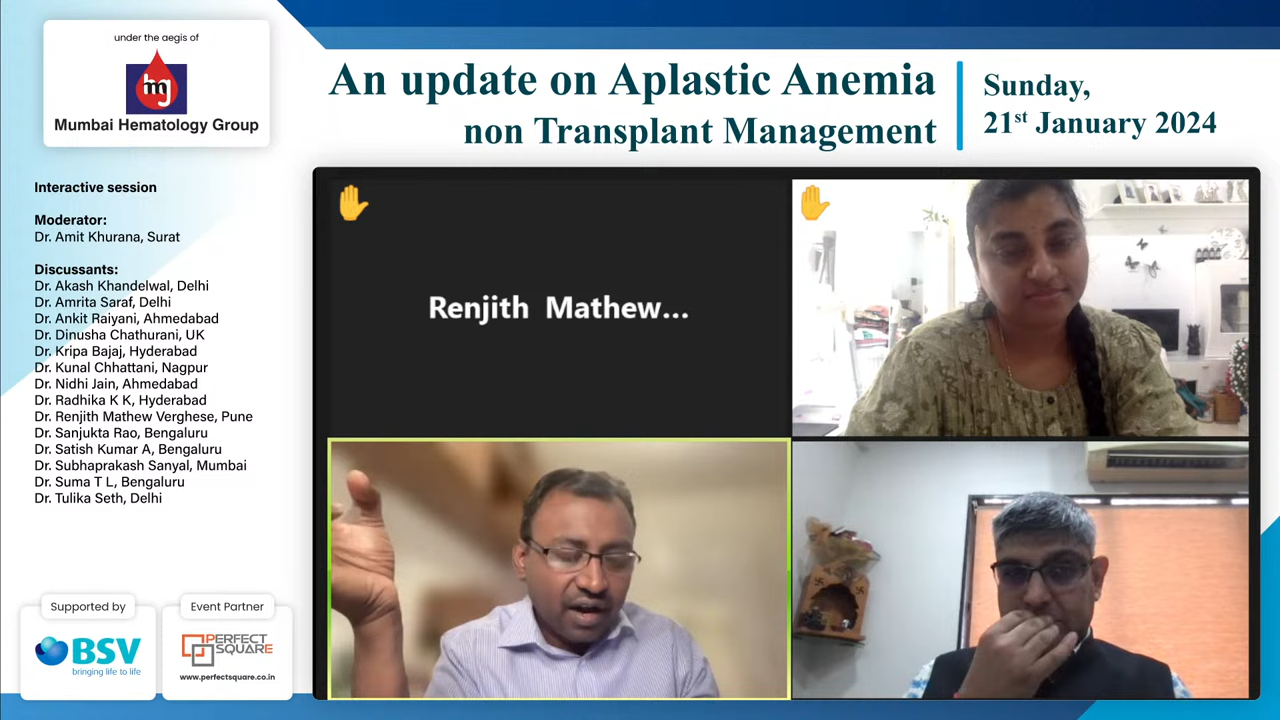 under the aegis of
hg
Mumbai Hematology Group
An update on Aplastic Anemia
non Transplant Management
Sunday,
21st January 2024
Interactive session
Moderator:
Dr. Amit Khurana, Surat
Discussants:
Dr. Akash Khandelwal, Delhi
Dr. Amrita Saraf, Delhi
Dr. Ankit Raiyani, Ahmedabad
Dr. Dinusha Chathurani, UK
Dr. Kripa Bajaj, Hyderabad
Dr. Kunal Chhattani, Nagpur
Dr. Nidhi Jain, Ahmedabad
Dr. Radhika K K, Hyderabad
Dr. Renjith Mathew Verghese, Pune
Dr. Sanjukta Rao, Bengaluru
Dr. Satish Kumar A, Bengaluru
Dr. Subhaprakash Sanyal, Mumbai
Dr. Suma T L, Bengaluru
Dr. Tulika Seth, Delhi
Renjith Mathew...
Supported by
BSV
bringing life to life
Event Partner
PERFECT
SQUARE
www.perfectsquare.co.in